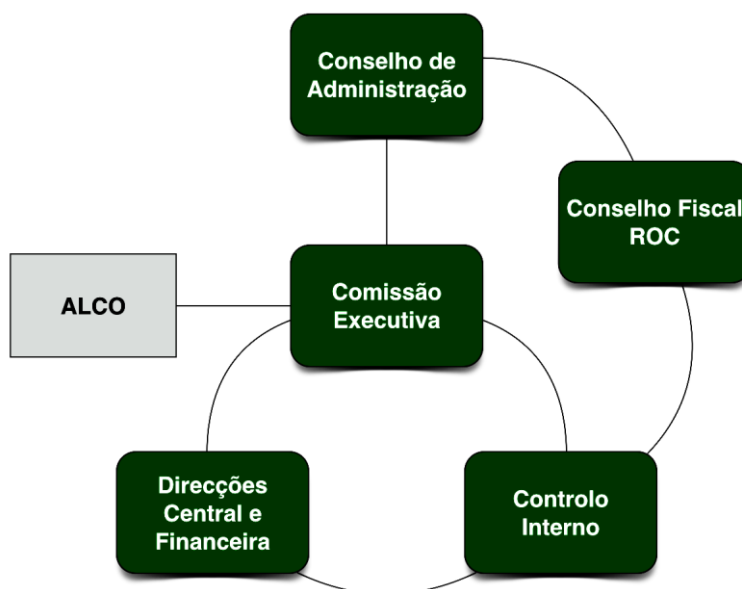 Conselho de
Administração
Conselho Fiscal
ROC
ALCO
Comissão
Executiva
Direcções
Central e
Financeira
Controlo
Interno